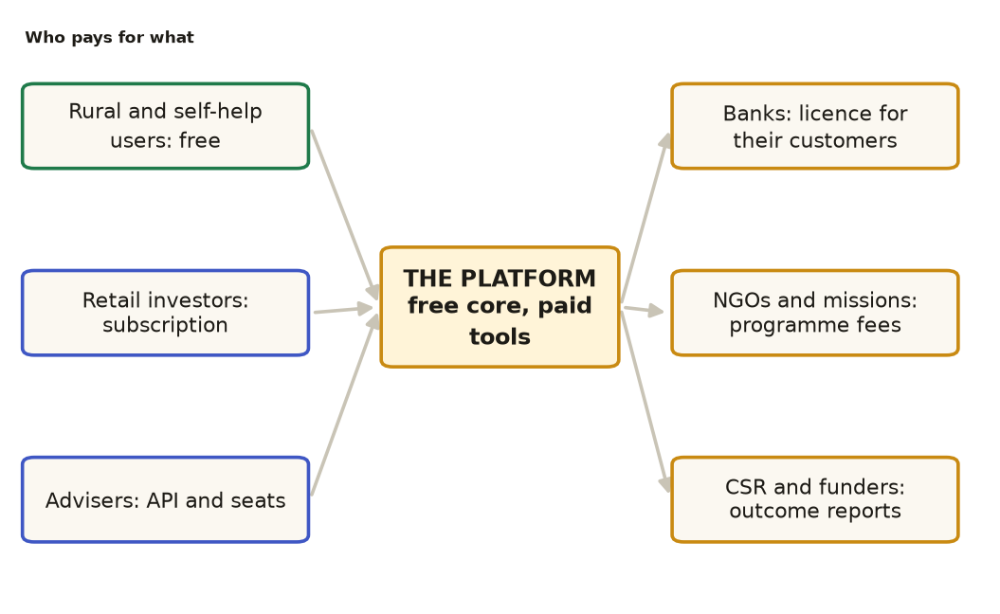 Who pays for what
Rural and self-help
users: free
Retail investors:
subscription
Advisers: API and seats
THE PLATFORM
free core, paid
tools
Banks: licence for
their customers
NGOs and missions:
programme fees
CSR and funders:
outcome reports